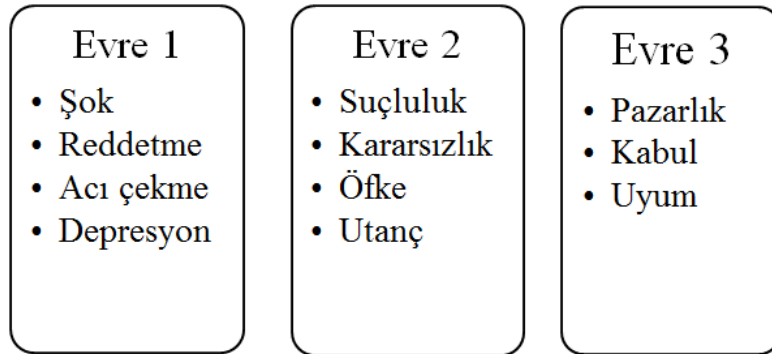 Evre 1
• Şok
• Reddetme
• Acı çekme
• Depresyon
Evre 2
• Suçluluk
• Kararsızlık
• Öfke
• Utanç
Evre 3
• Pazarlık
• Kabul
• Uyum